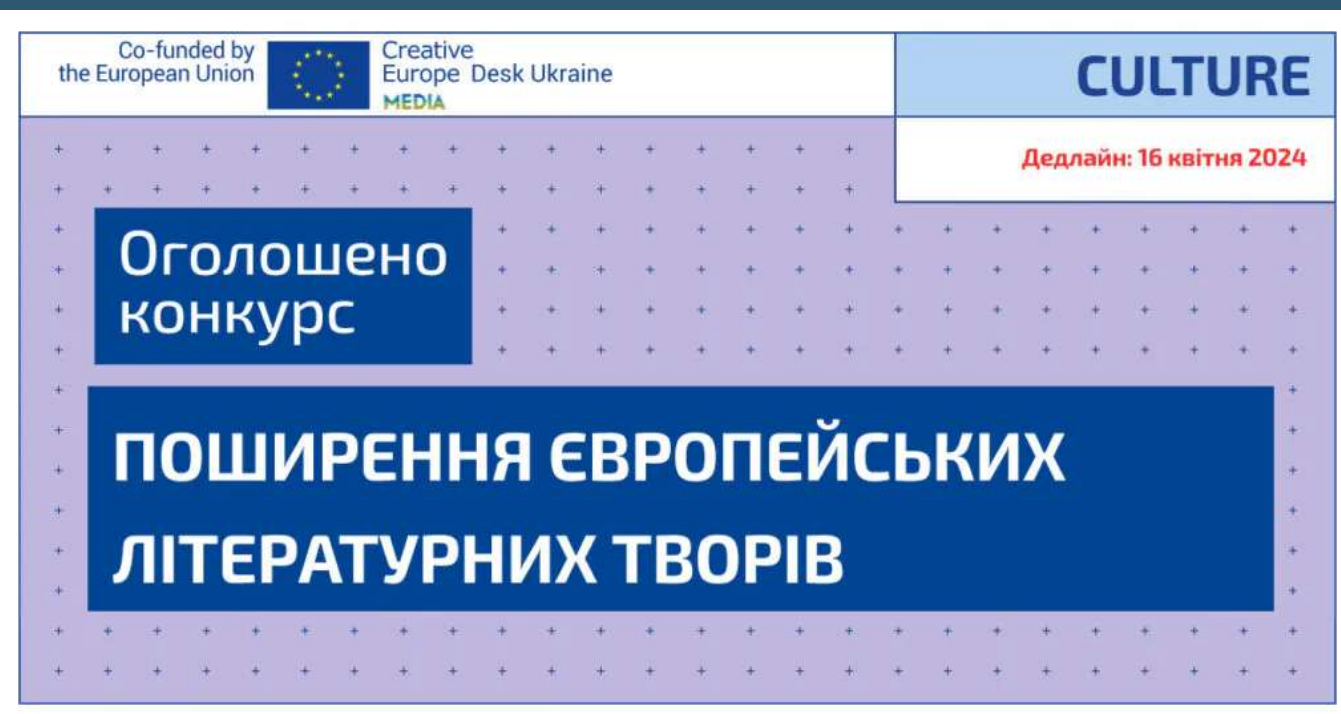 Co-funded by
the European Union
Creative
Europe Desk Ukraine
MEDIA
CULTURE
Дедлайн: 16 квітня 2024
Оголошено
конкурс
ПОШИРЕННЯ ЄВРОПЕЙСЬКИХ
ЛІТЕРАТУРНИХ ТВОРІВ